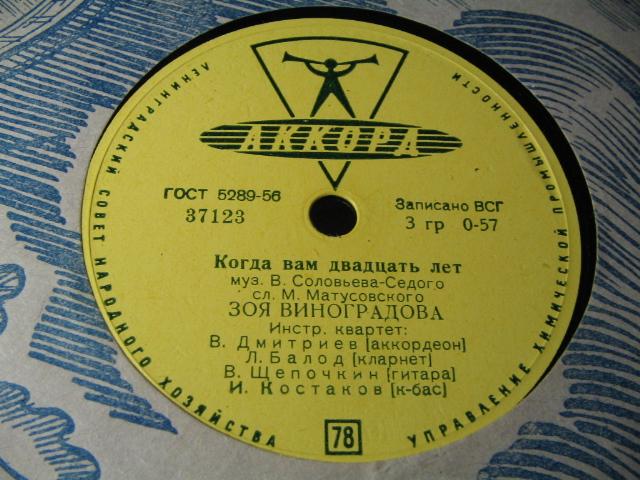 ЛЕНИНГРАДСКИЙ СОВЕТ НАРОДНОГО ХОЗЯЙСТВА
УПРАВЛЕНИЕ ХИМИЧЕСКОЙ ПРОМЫШЛЕННОСТИ
АККОРД
ГОСТ 5289-56
37123
Записано ВСГ
3 гр 0-57
Когда вам двадцать лет
муз. В. Соловьева-Седого
сл. М. Матусовского
ЗОЯ ВИНОГРАДОВА
Инстр. квартет:
В. Дмитриев [аккордеон]
Л. Балод [кларнет]
В. Щепочкин [гитара]
И. Костаков [к-бас]
78